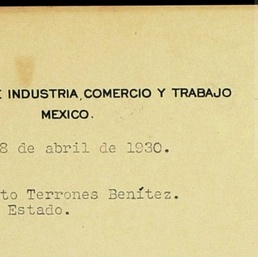 INDUSTRIA, COMERCIO Y TRABAJO
MEXICO.
8 de abril de 1930.
to Terrones Benítez.
Estado.